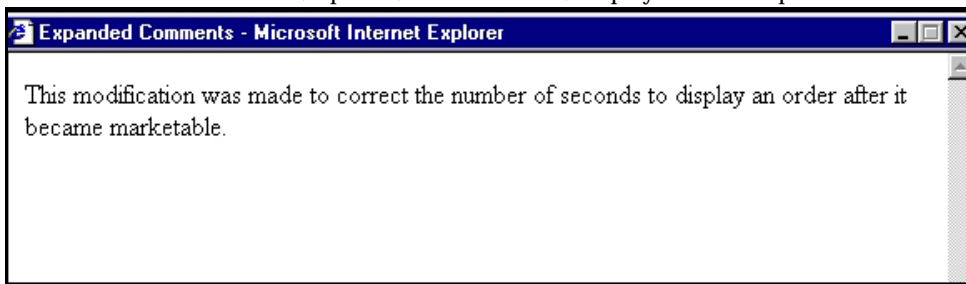 Expanded Comments - Microsoft Internet Explorer
This modification was made to correct the number of seconds to display an order after it
became marketable.